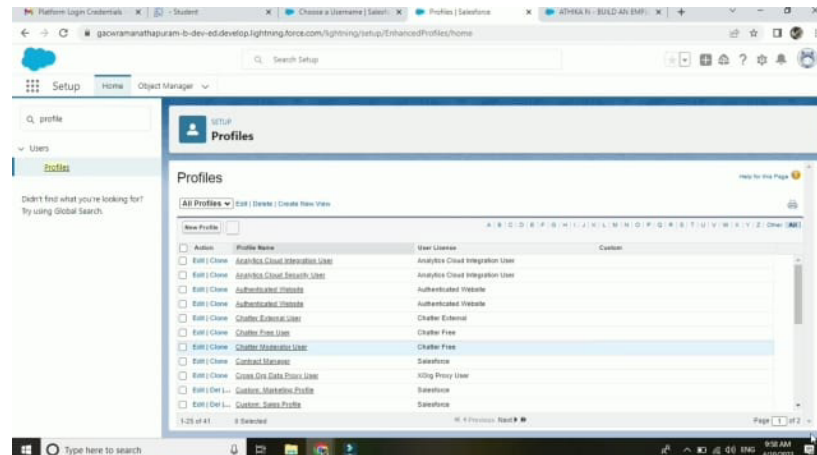 Platform Login Credentials
- Student
Choose a Username | Salesf
Profiles | Salesforce
ATHIKA N - BUILD AN EMP
gacwramanathapuram-b-dev-ed.develop.lightning.force.com/lightning/setup/EnhancedProfiles/home
Search Setup
Setup Home Object Manager
profile
Users
Profiles
Didn't find what you're looking for?
Try using Global Search.
SETUP
Profiles
Profiles
Help for this Page
All Profiles Edit | Delete | Create New View
New Profile
A | B | C | D | E | F | G | H | I | J | K | L | M | N | O | P | Q | R | S | T | U | V | W | X | Y | Z | Other | All
Action Profile Name User License Custom
Edit | Clone Analytics Cloud Integration User Analytics Cloud Integration User
Edit | Clone Analytics Cloud Security User Analytics Cloud Integration User
Edit | Clone Authenticated Website Authenticated Website
Edit | Clone Authenticated Website Authenticated Website
Edit | Clone Chatter External User Chatter External
Edit | Clone Chatter Free User Chatter Free
Edit | Clone Chatter Moderator User Chatter Free
Edit | Clone Contract Manager Salesforce
Edit | Clone Cross Org Data Proxy User XOrg Proxy User
Edit | Del | ... Custom: Marketing Profile Salesforce
Edit | Del | ... Custom: Sales Profile Salesforce
1-25 of 41 0 Selected Previous Next Page 1 of 2
Type here to search
ENG 9:58 AM